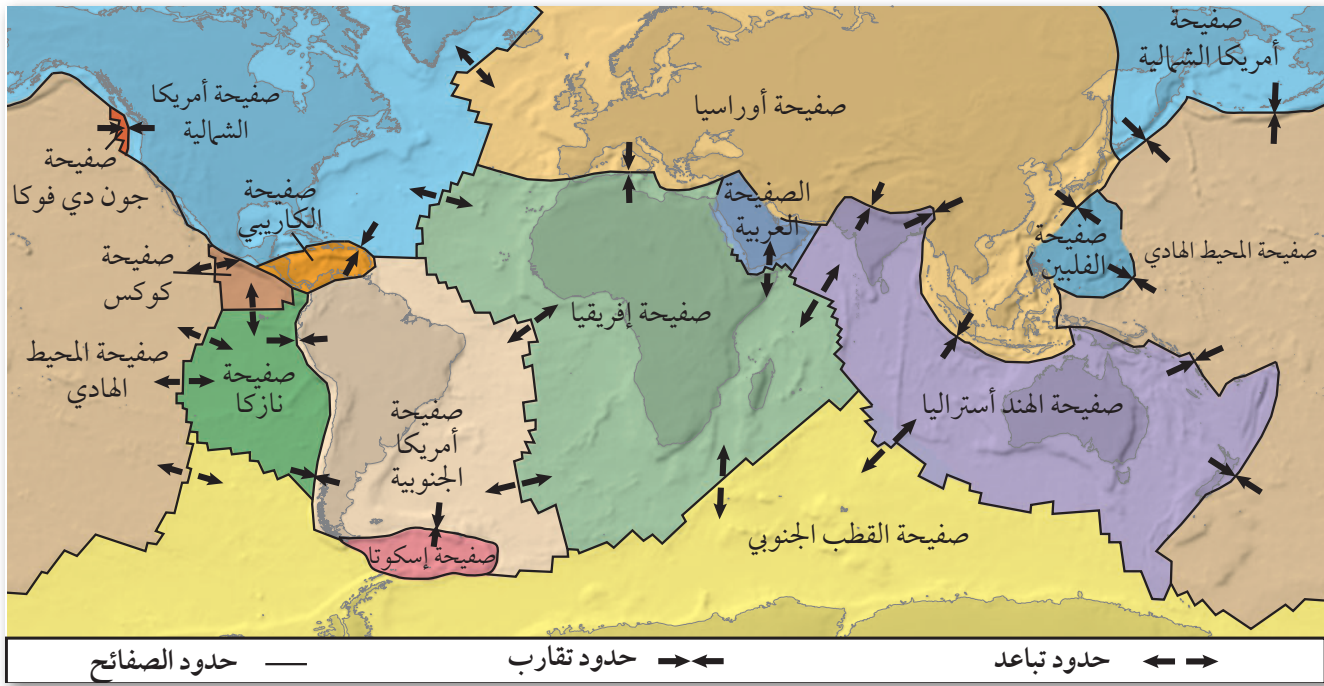 صفيحة
أمريكا الشمالية
صفيحة أمريكا
الشمالية
صفيحة أوراسيا
صفيحة
جون دي فوكا
صفيحة
الكاريبي
الصفيحة
العربية
صفيحة
الفلبين
صفيحة المحيط الهادي
صفيحة
كوكس
صفيحة إفريقيا
صفيحة المحيط
الهادي
صفيحة
نازكا
صفيحة
أمريكا
الجنوبية
صفيحة الهند أستراليا
صفيحة القطب الجنوبي
صفيحة إسكوتا
حدود تباعد
حدود تقارب
حدود الصفائح